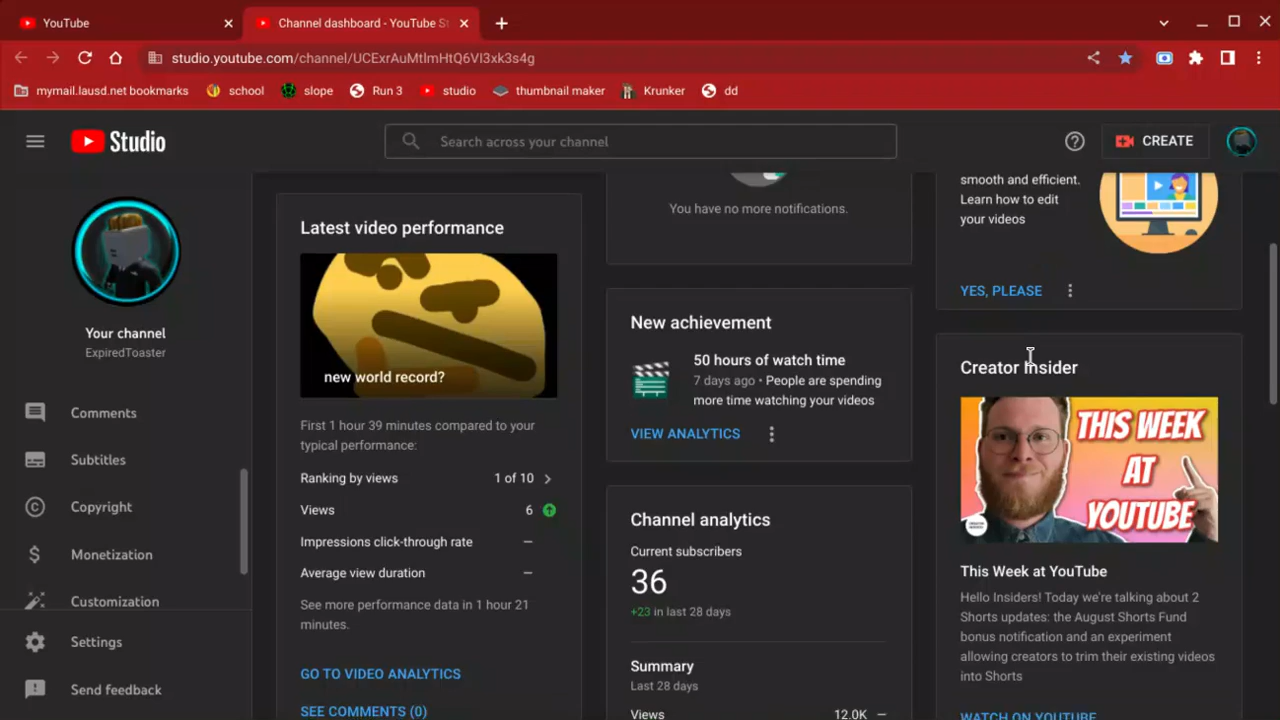 YouTube
Channel dashboard - YouTube St
studio.youtube.com/channel/UCExrAuMtlmHtQ6Vl3xk3s4g
mymail.lausd.net bookmarks
school
slope
Run 3
studio
thumbnail maker
Krunker
dd
Studio
Search across your channel
CREATE
Your channel
ExpiredToaster
Comments
Subtitles
Copyright
Monetization
Customization
Settings
Send feedback
Latest video performance
new world record?
First 1 hour 39 minutes compared to your
typical performance:
Ranking by views 1 of 10
Views 6
Impressions click-through rate –
Average view duration –
See more performance data in 1 hour 21
minutes.
GO TO VIDEO ANALYTICS
SEE COMMENTS (0)
You have no more notifications.
New achievement
50 hours of watch time
7 days ago • People are spending
more time watching your videos
VIEW ANALYTICS
Channel analytics
Current subscribers
36
+23 in last 28 days
Summary
Last 28 days
Views 12.0K –
smooth and efficient.
Learn how to edit
your videos
YES, PLEASE
Creator Insider
THIS WEEK
AT
YOUTUBE
This Week at YouTube
Hello Insiders! Today we're talking about 2
Shorts updates: the August Shorts Fund
bonus notification and an experiment
allowing creators to trim their existing videos
into Shorts
WATCH ON YOUTUBE